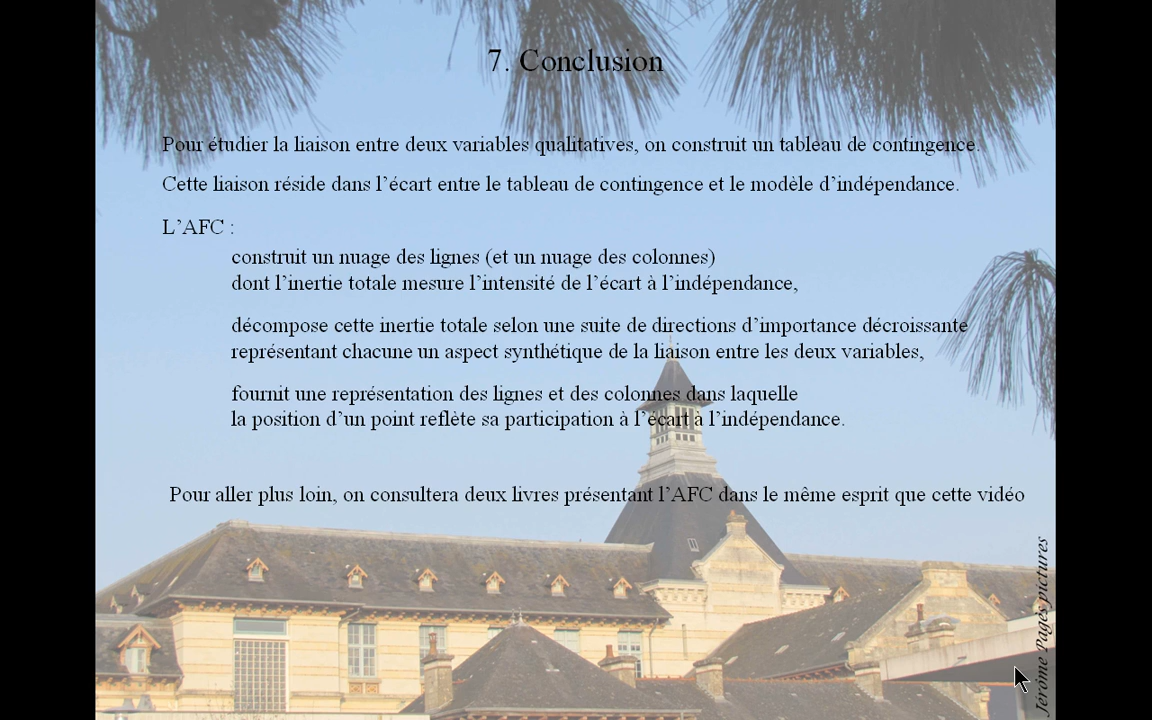 7. Conclusion
Pour étudier la liaison entre deux variables qualitatives, on construit un tableau de contingence.
Cette liaison réside dans l’écart entre le tableau de contingence et le modèle d’indépendance.
L’AFC :
construit un nuage des lignes (et un nuage des colonnes)
dont l’inertie totale mesure l’intensité de l’écart à l’indépendance,
décompose cette inertie totale selon une suite de directions d’importance décroissante
représentant chacune un aspect synthétique de la liaison entre les deux variables,
fournit une représentation des lignes et des colonnes dans laquelle
la position d’un point reflète sa participation à l’écart à l’indépendance.
Pour aller plus loin, on consultera deux livres présentant l’AFC dans le même esprit que cette vidéo
Jerôme Pagès pictures